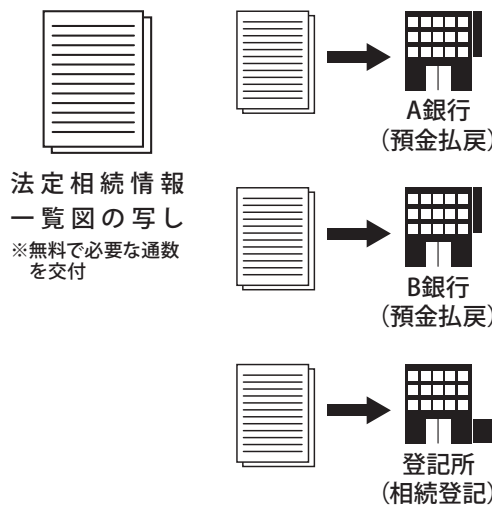 法定相続情報
一覧図の写し
※無料で必要な通数
を交付
A銀行
(預金払戻)
B銀行
(預金払戻)
登記所
(相続登記)